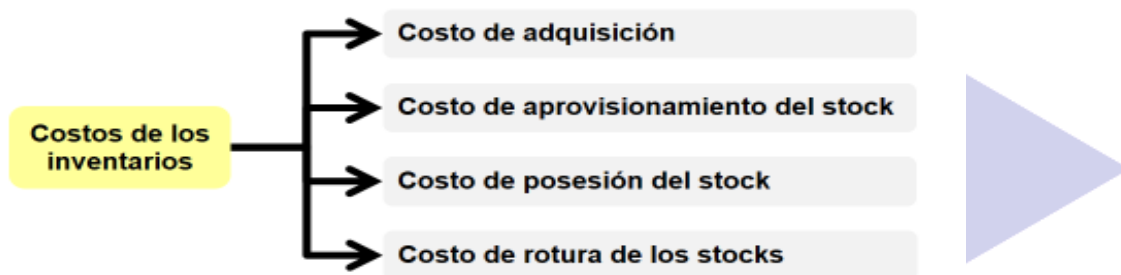 Costo de adquisición
Costo de aprovisionamiento del stock
Costos de los
inventarios
Costo de posesión del stock
Costo de rotura de los stocks